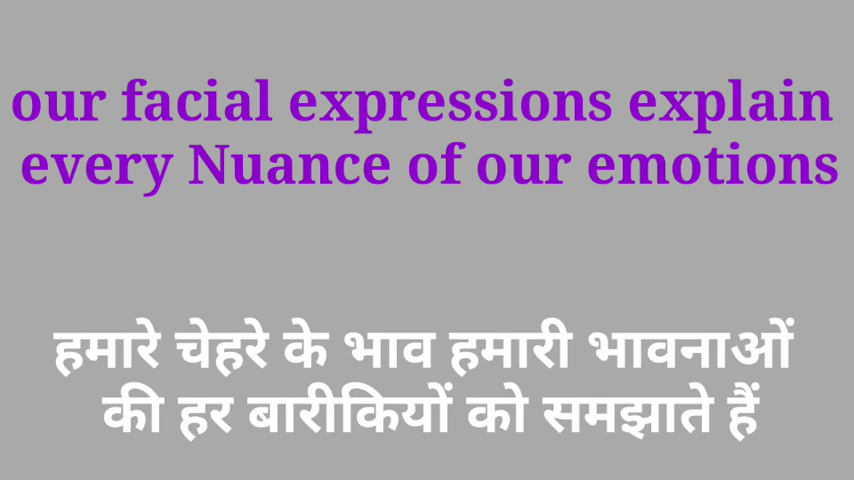 our facial expressions explain
every Nuance of our emotions
हमारे चेहरे के भाव हमारी भावनाओं
की हर बारीकियों को समझाते हैं